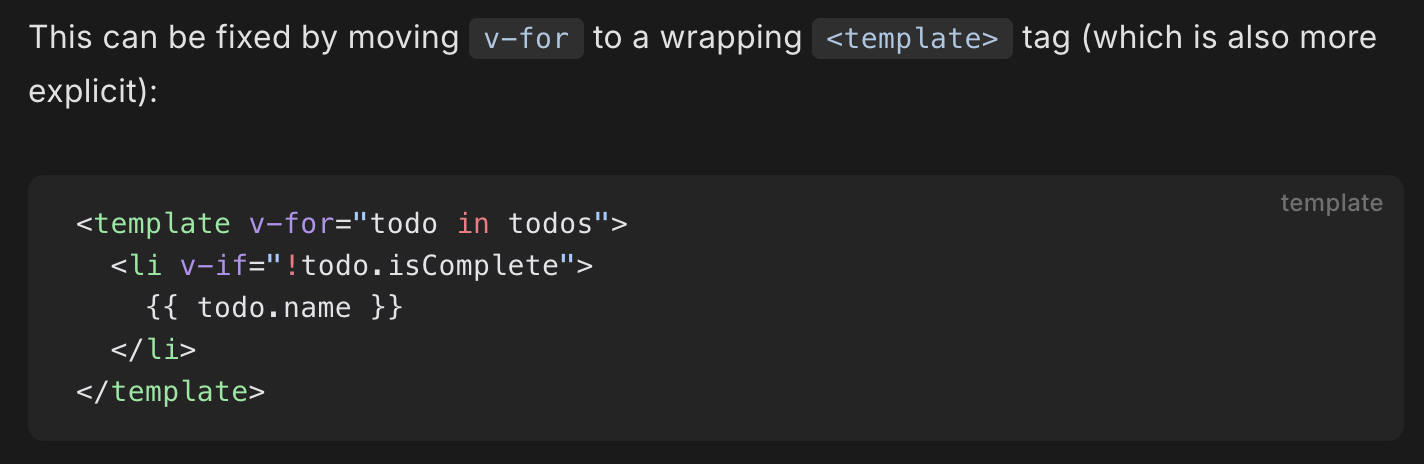 This can be fixed by moving v-for to a wrapping <template> tag (which is also more
explicit):
template
<template v-for="todo in todos">
  <li v-if="!todo.isComplete">
    {{ todo.name }}
  </li>
</template>